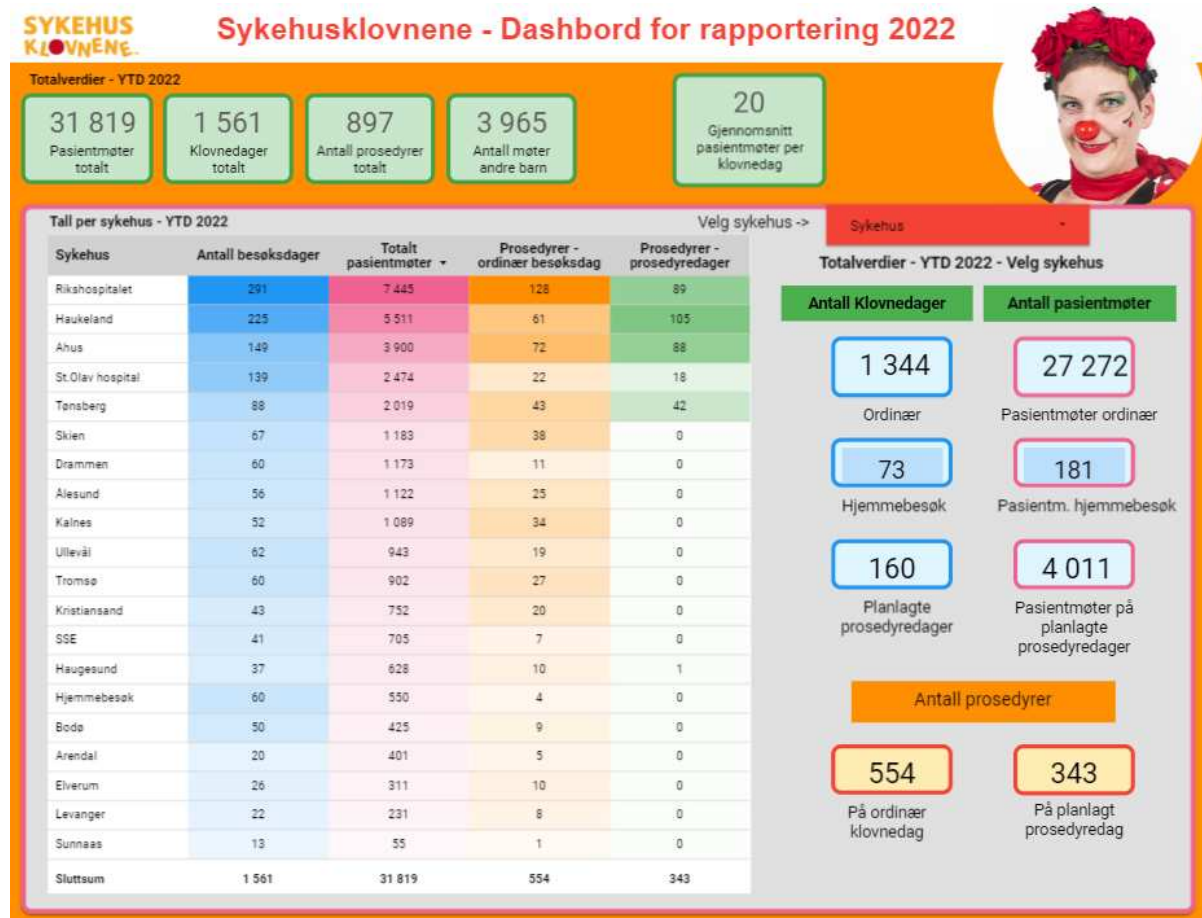 SYKEHUS
KLOVNENE.
Sykehusklovnene - Dashbord for rapportering 2022
Totalverdier - YTD 2022
31 819
Pasientmøter
totalt
1 561
Klovnedager
totalt
897
Antall prosedyrer
totalt
3 965
Antall møter
andre barn
20
Gjennomsnitt
pasientmøter per
klovnedag
Tall per sykehus - YTD 2022
Velg sykehus -> Sykehus
Sykehus Antall besøksdager Totalt pasientmøter Prosedyrer - ordinær besøksdag Prosedyrer - prosedyredager
Rikshospitalet 291 7 445 128 89
Haukeland 225 5 511 61 105
Ahus 149 3 900 72 88
St.Olav hospital 139 2 474 22 18
Tønsberg 88 2 019 43 42
Skien 67 1 183 38 0
Drammen 60 1 173 11 0
Ålesund 56 1 122 25 0
Kalnes 52 1 089 34 0
Ullevål 62 943 19 0
Tromsø 60 902 27 0
Kristiansand 43 752 20 0
SSE 41 705 7 0
Haugesund 37 628 10 1
Hjemmebesøk 60 550 4 0
Bodø 50 425 9 0
Arendal 20 401 5 0
Elverum 26 311 10 0
Levanger 22 231 8 0
Sunnaas 13 55 1 0
Sluttsum 1 561 31 819 554 343
Totalverdier - YTD 2022 - Velg sykehus
Antall Klovnedager Antall pasientmøter
1 344 27 272
Ordinær Pasientmøter ordinær
73 181
Hjemmebesøk Pasientm. hjemmebesøk
160 4 011
Planlagte
prosedyredager
Pasientmøter på
planlagte
prosedyredager
Antall prosedyrer
554 343
På ordinær
klovnedag
På planlagt
prosedyredag